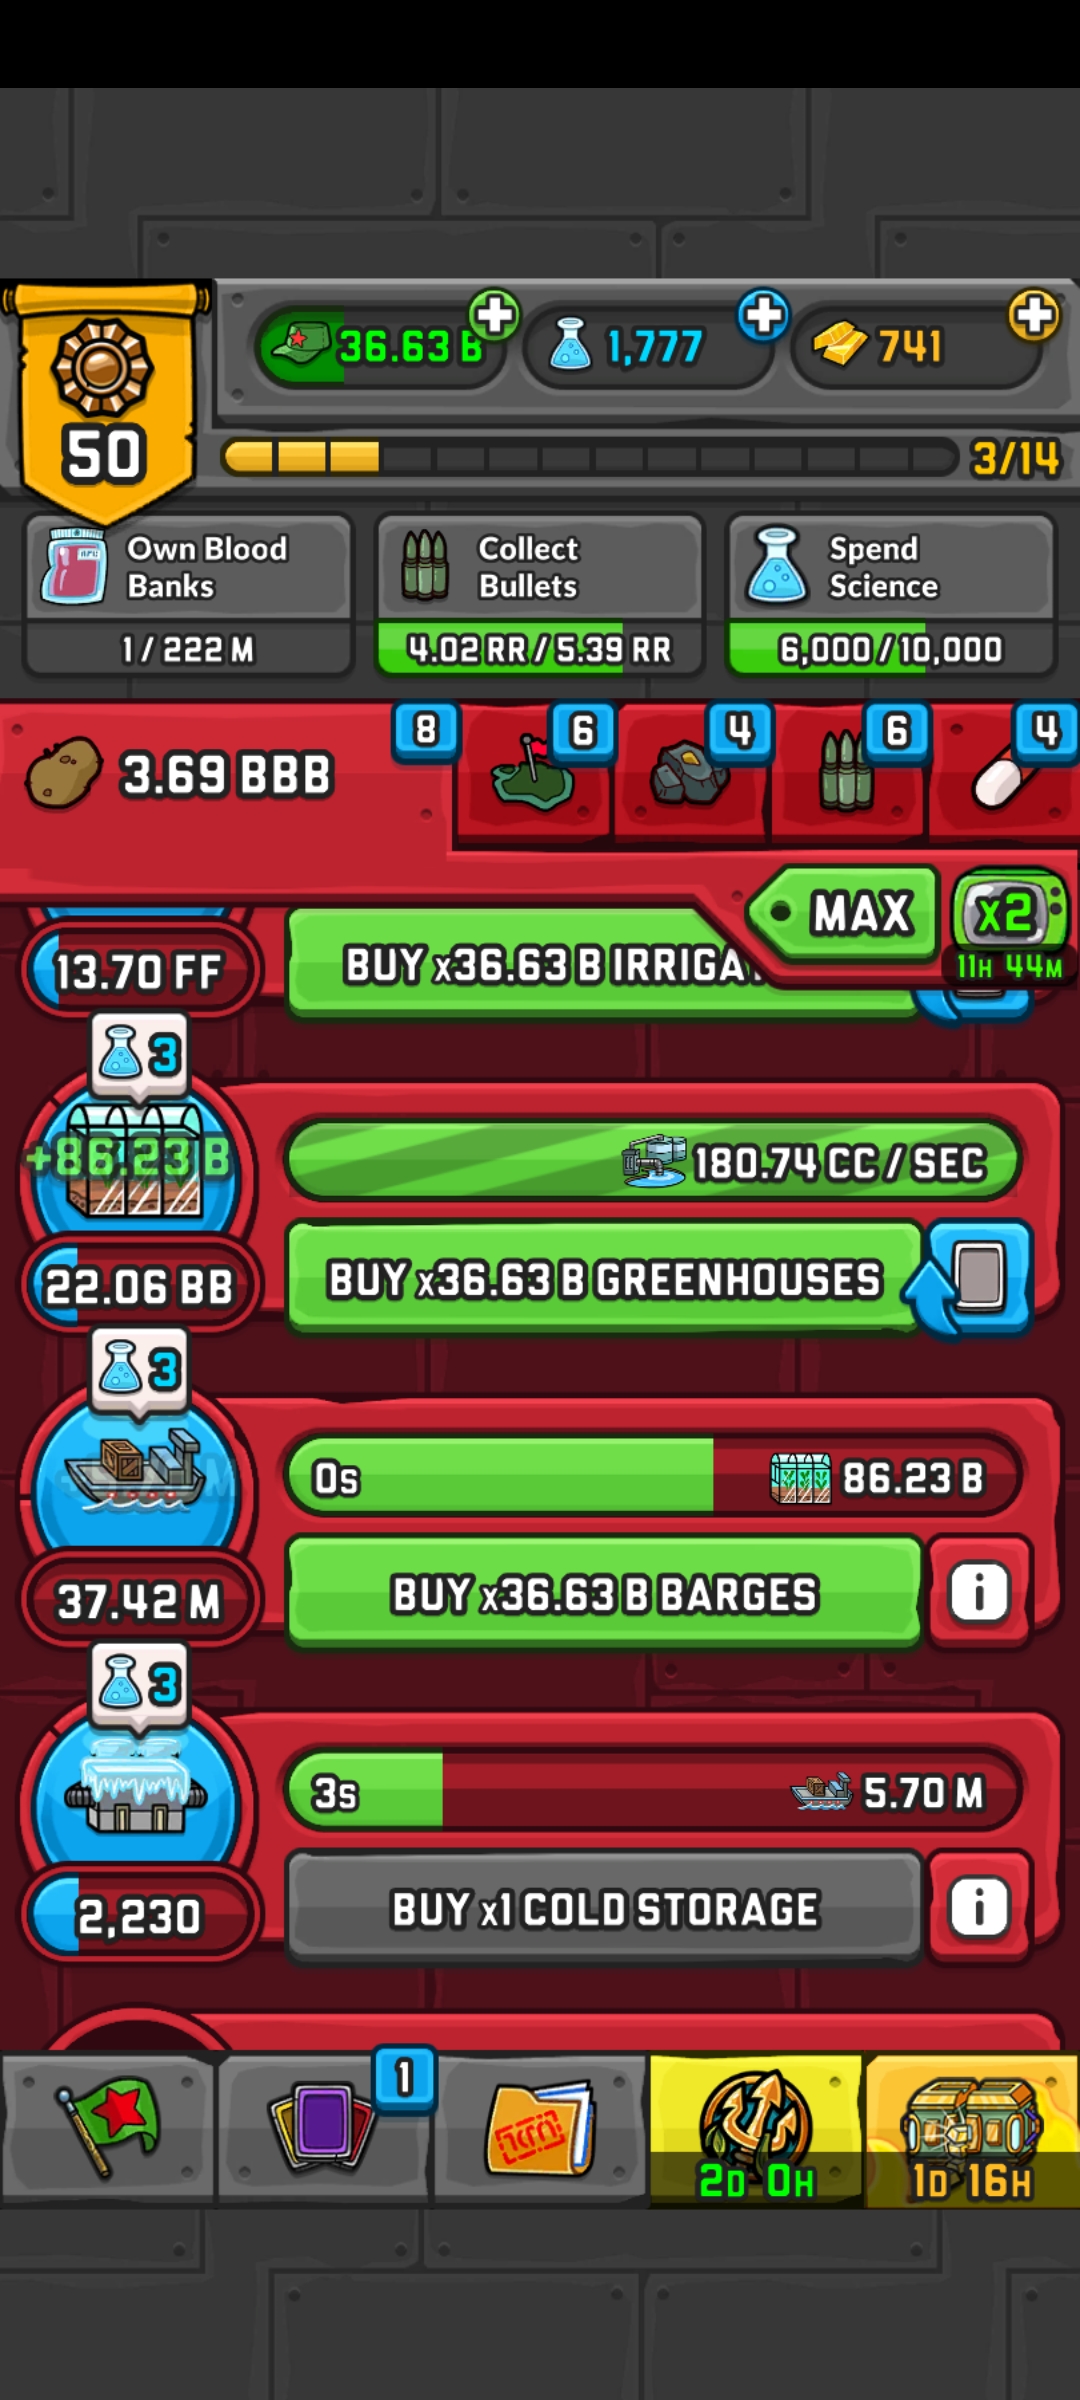 36.63 B
1,777
741
50
3/14
Own Blood
Banks
1 / 222 M
Collect
Bullets
4.02 RR / 5.39 RR
Spend
Science
6,000 / 10,000
3.69 BBB
8
6
4
6
4
MAX
x2
11H 44M
13.70 FF
BUY x36.63 B IRRIGA
3
+86.23 B
180.74 CC / SEC
22.06 BB
BUY x36.63 B GREENHOUSES
3
0s
86.23 B
37.42 M
BUY x36.63 B BARGES
i
3
3s
5.70 M
2,230
BUY x1 COLD STORAGE
i
1
2D 0H
1D 16H